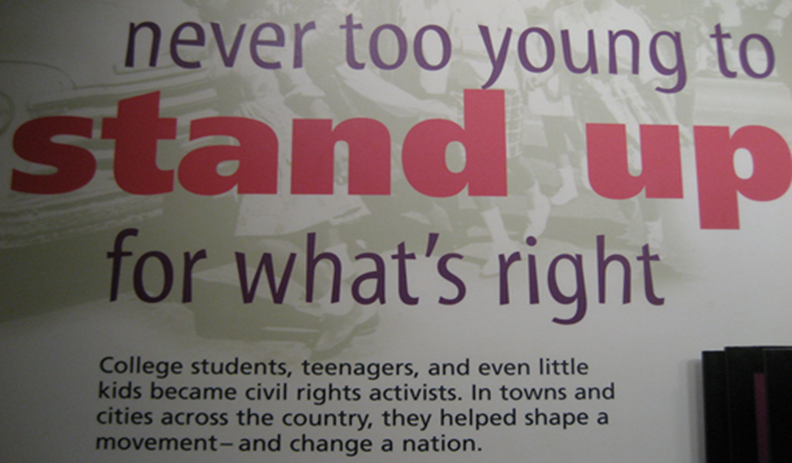 never too young to
stand up
for what's right
College students, teenagers, and even little
kids became civil rights activists. In towns and
cities across the country, they helped shape a
movement–and change a nation.